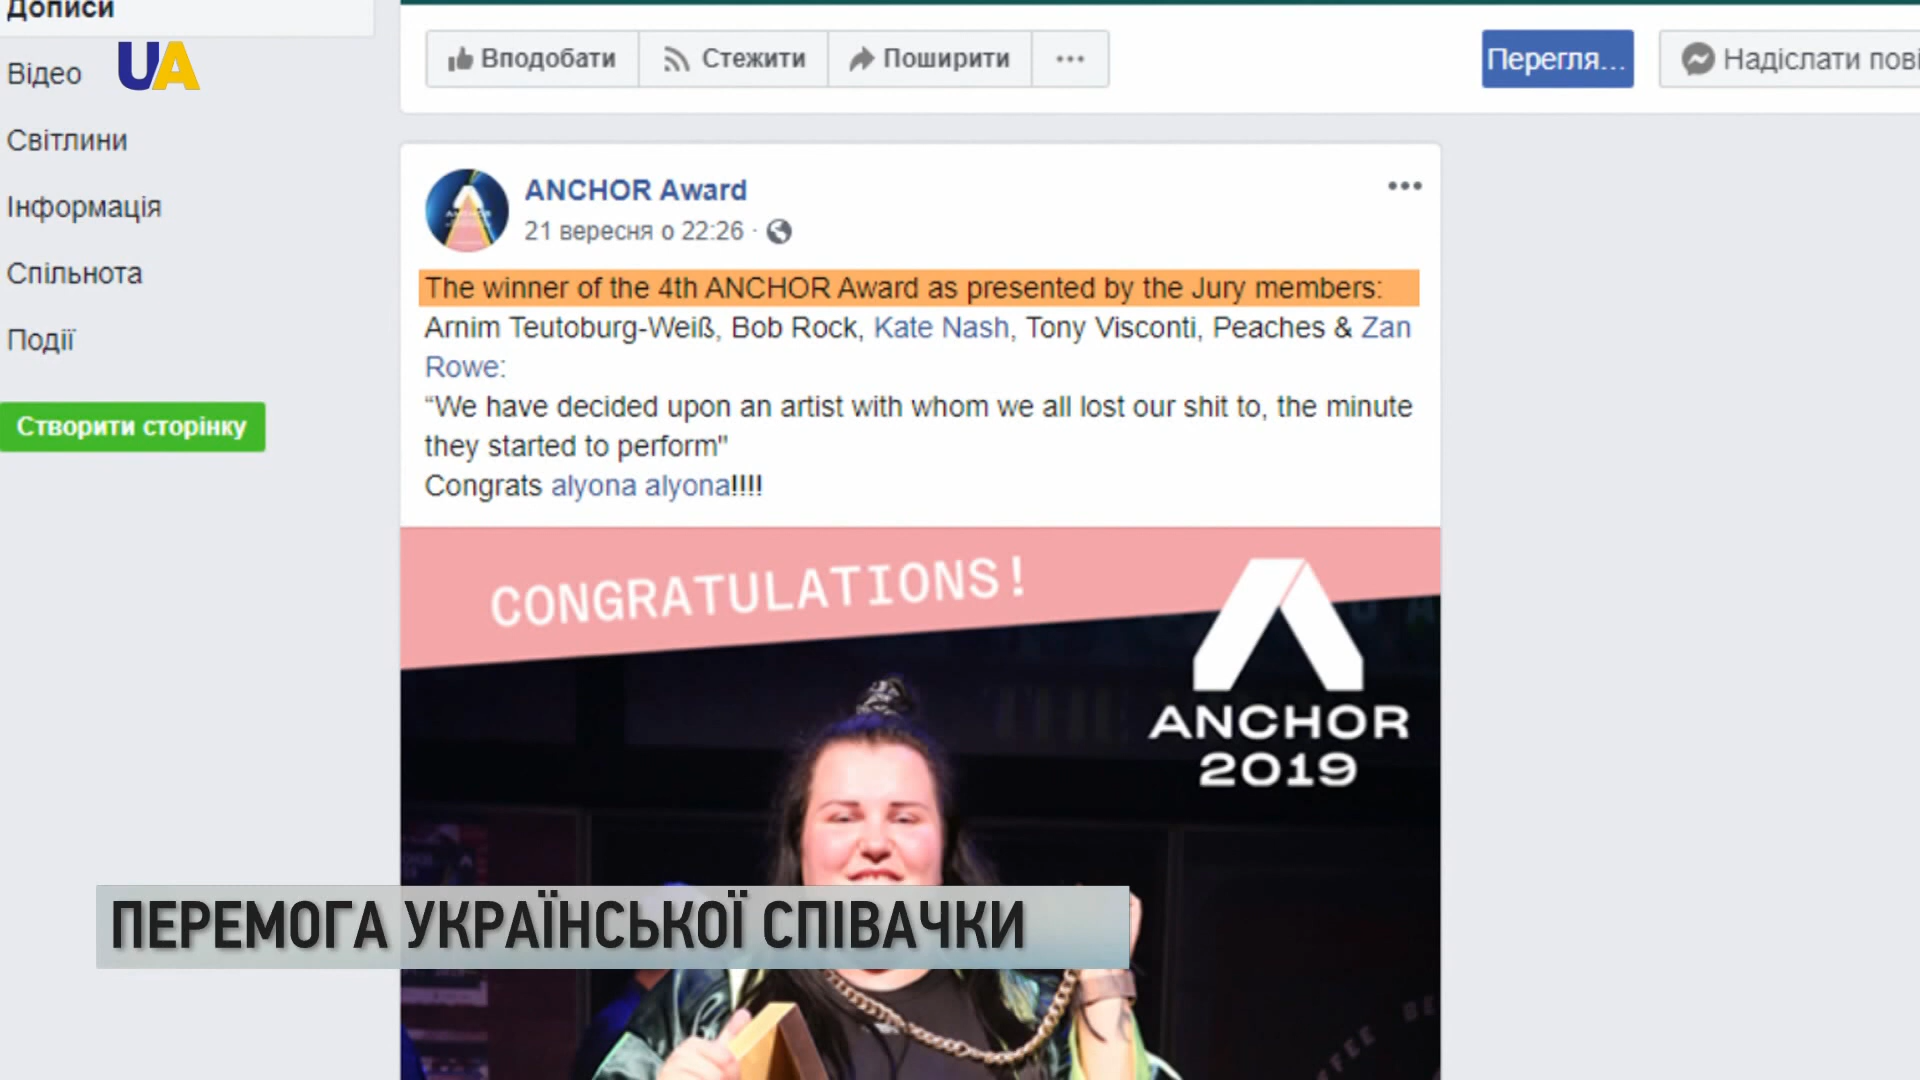 Дописи
Відео
UA
Світлини
Інформація
Спільнота
Події
Створити сторінку
Вподобати
Стежити
Поширити
Перегля...
Надіслати пові
ANCHOR Award
21 вересня о 22:26
The winner of the 4th ANCHOR Award as presented by the Jury members:
Arnim Teutoburg-Weiß, Bob Rock, Kate Nash, Tony Visconti, Peaches & Zan
Rowe:
“We have decided upon an artist with whom we all lost our shit to, the minute
they started to perform"
Congrats alyona alyona!!!!
CONGRATULATIONS!
ANCHOR
2019
ПЕРЕМОГА УКРАЇНСЬКОЇ СПІВАЧКИ